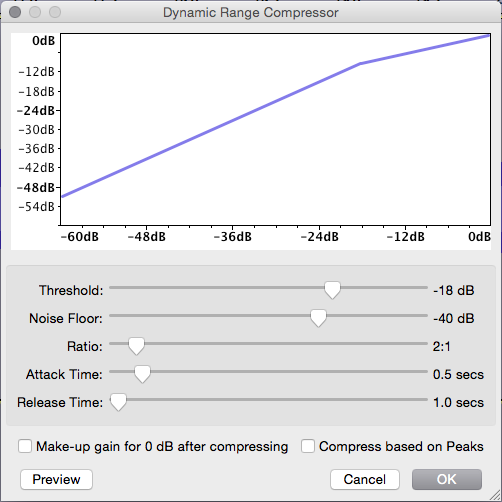 Dynamic Range Compressor
0dB
-12dB
-18dB
-24dB
-30dB
-36dB
-42dB
-48dB
-54dB
-60dB -48dB -36dB -24dB -12dB 0dB
Threshold: -18 dB
Noise Floor: -40 dB
Ratio: 2:1
Attack Time: 0.5 secs
Release Time: 1.0 secs
Make-up gain for 0 dB after compressing Compress based on Peaks
Preview Cancel OK